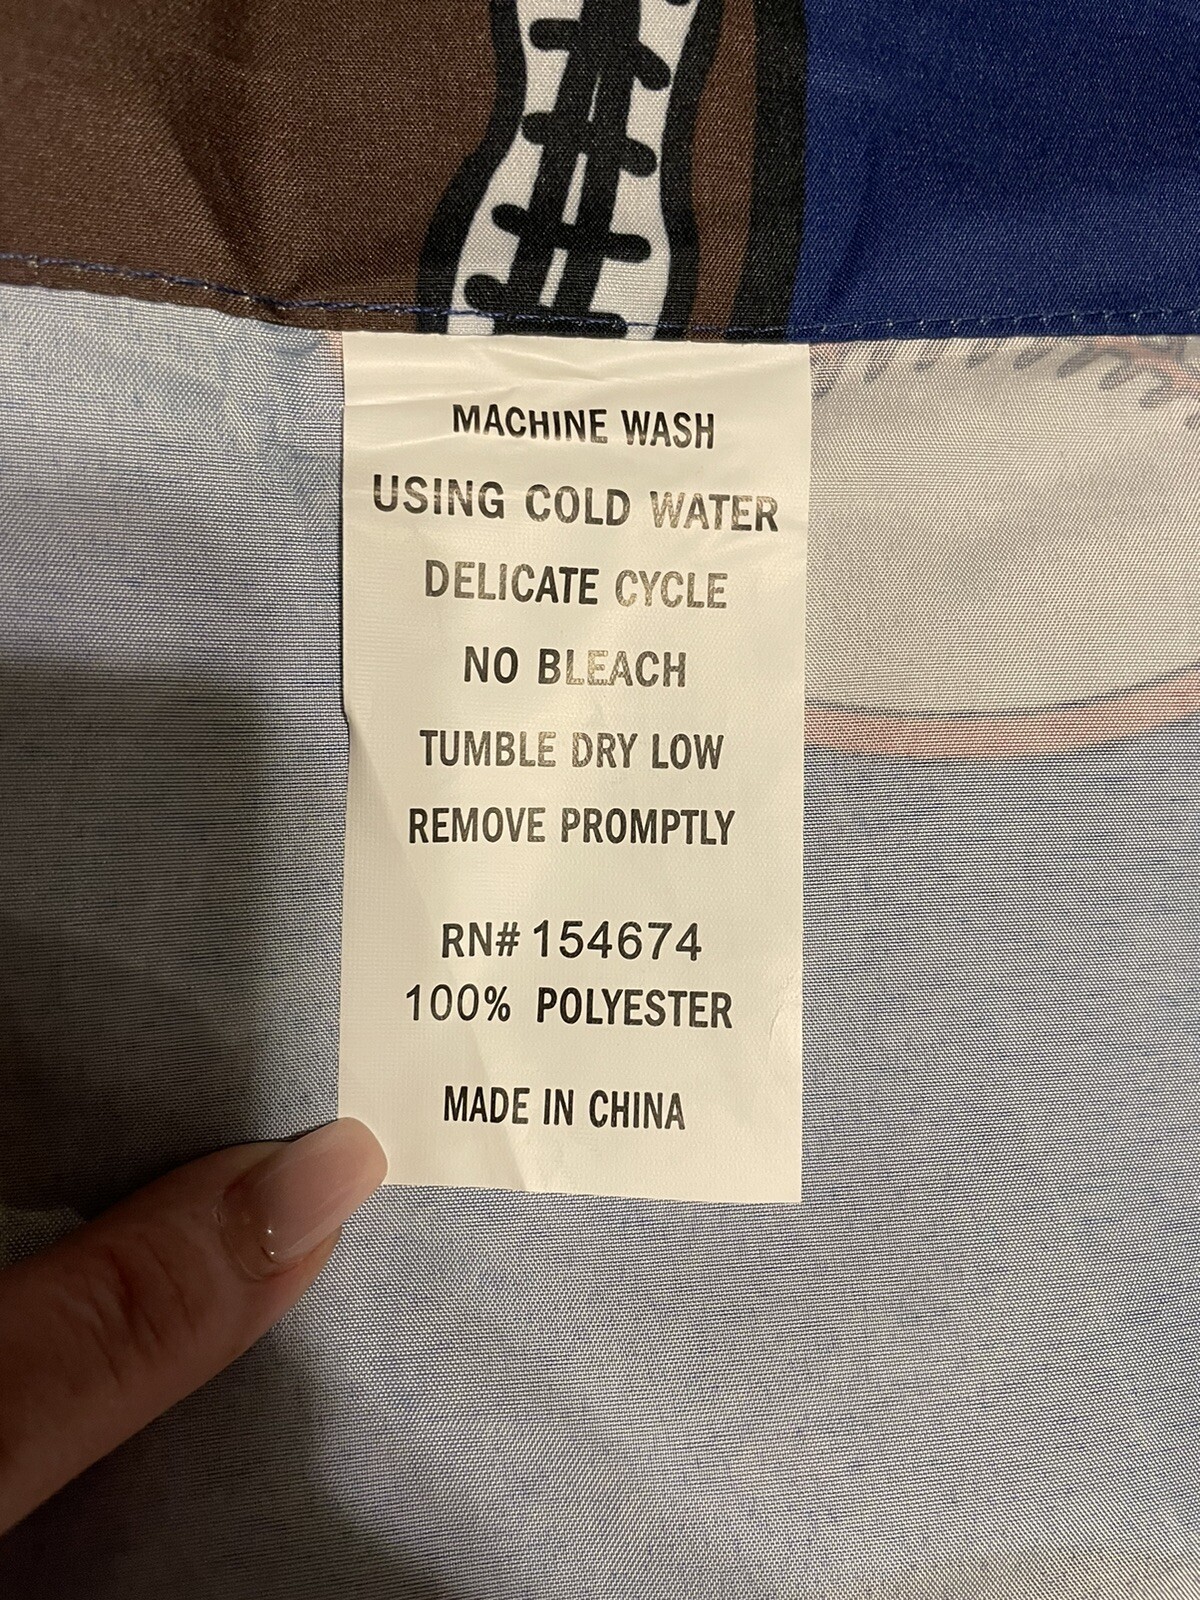 MACHINE WASH
USING COLD WATER
DELICATE CYCLE
NO BLEACH
TUMBLE DRY LOW
REMOVE PROMPTLY
RN# 154674
100% POLYESTER
MADE IN CHINA